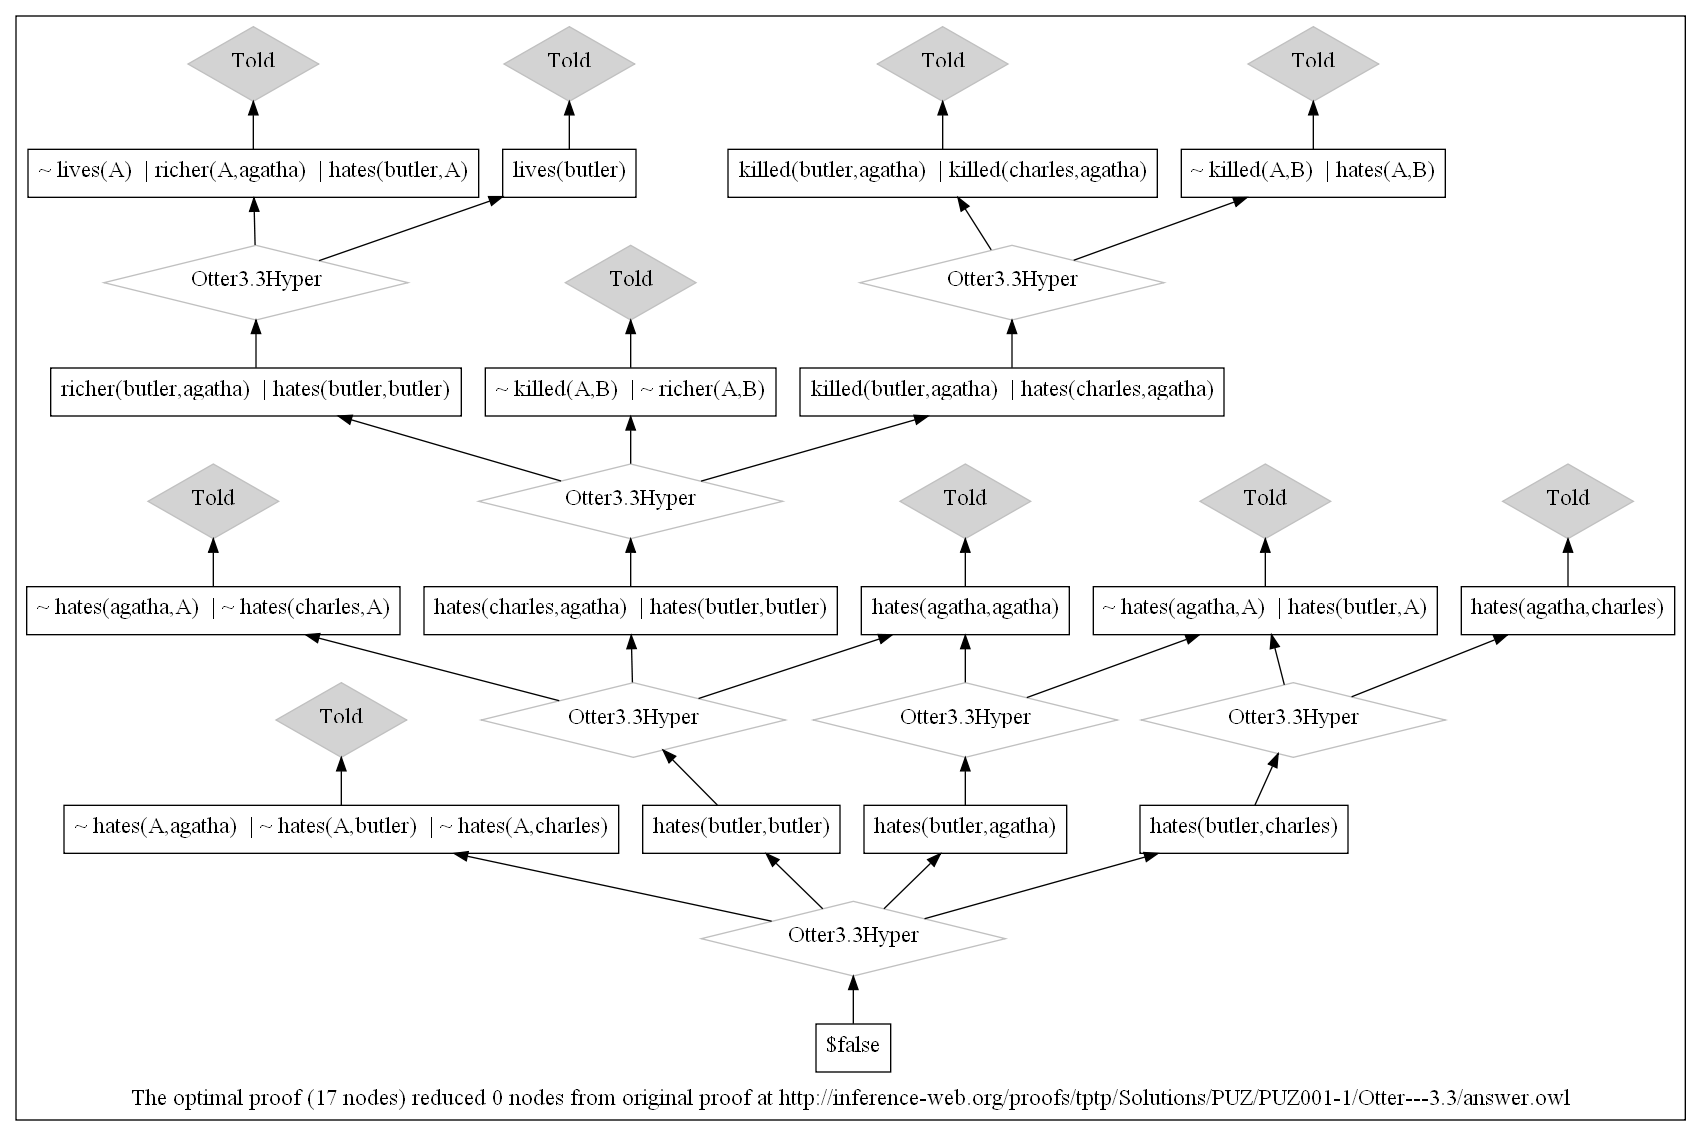 Told
Told
Told
Told
~ lives(A) | richer(A,agatha) | hates(butler,A)
lives(butler)
killed(butler,agatha) | killed(charles,agatha)
~ killed(A,B) | hates(A,B)
Otter3.3Hyper
Told
Otter3.3Hyper
richer(butler,agatha) | hates(butler,butler)
~ killed(A,B) | ~ richer(A,B)
killed(butler,agatha) | hates(charles,agatha)
Told
Otter3.3Hyper
Told
Told
Told
~ hates(agatha,A) | ~ hates(charles,A)
hates(charles,agatha) | hates(butler,butler)
hates(agatha,agatha)
~ hates(agatha,A) | hates(butler,A)
hates(agatha,charles)
Told
Otter3.3Hyper
Otter3.3Hyper
Otter3.3Hyper
~ hates(A,agatha) | ~ hates(A,butler) | ~ hates(A,charles)
hates(butler,butler)
hates(butler,agatha)
hates(butler,charles)
Otter3.3Hyper
$false
The optimal proof (17 nodes) reduced 0 nodes from original proof at http://inference-web.org/proofs/tptp/Solutions/PUZ/PUZ001-1/Otter---3.3/answer.owl